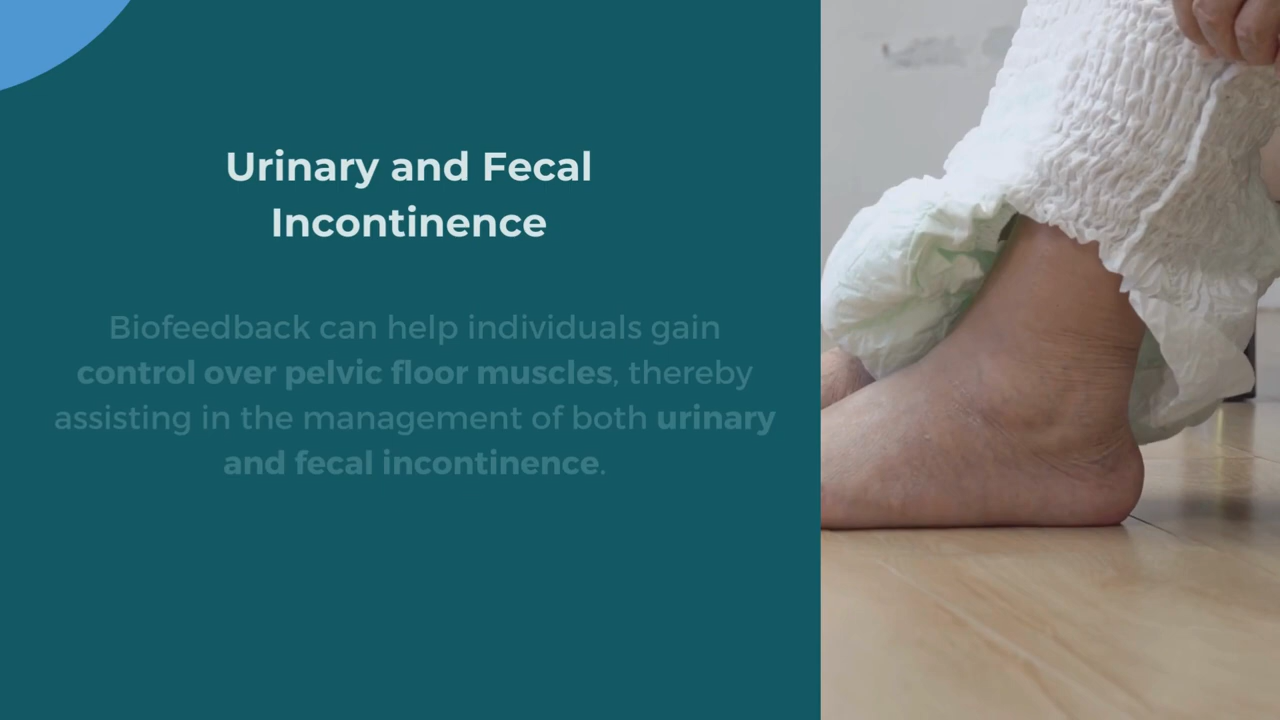 Urinary and Fecal
Incontinence
Biofeedback can help individuals gain
control over pelvic floor muscles, thereby
assisting in the management of both urinary
and fecal incontinence.